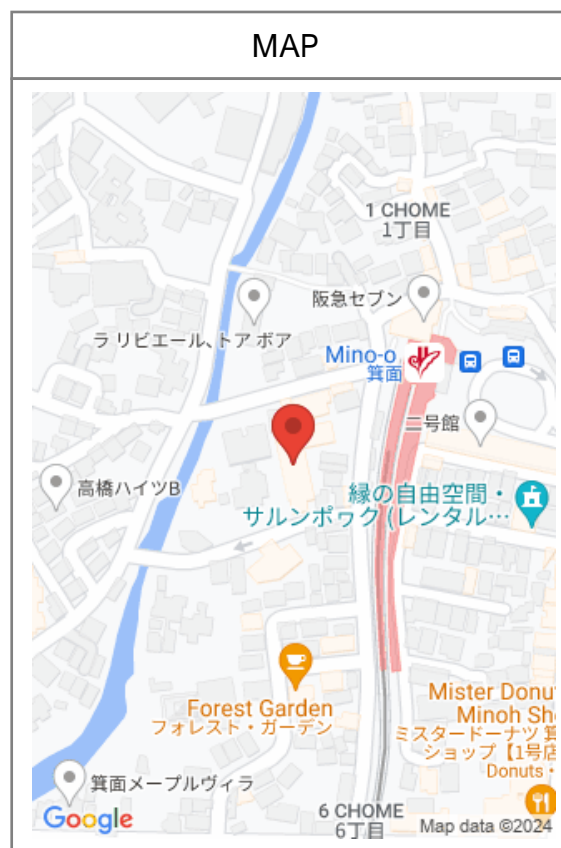 MAP
1 CHOME
1丁目
阪急セブン
ラ リビエール、トア ボア
Mino-o
箕面
二号館
高橋ハイツB
縁の自由空間・
サルンポヮク (レンタル…
Forest Garden
フォレスト・ガーデン
Mister Donu
Minoh Sh
ミスタードーナツ 箕
ショップ【1号店
Donuts・
箕面メープルヴィラ
Google
6 CHOME
6丁目
Map data ©2024